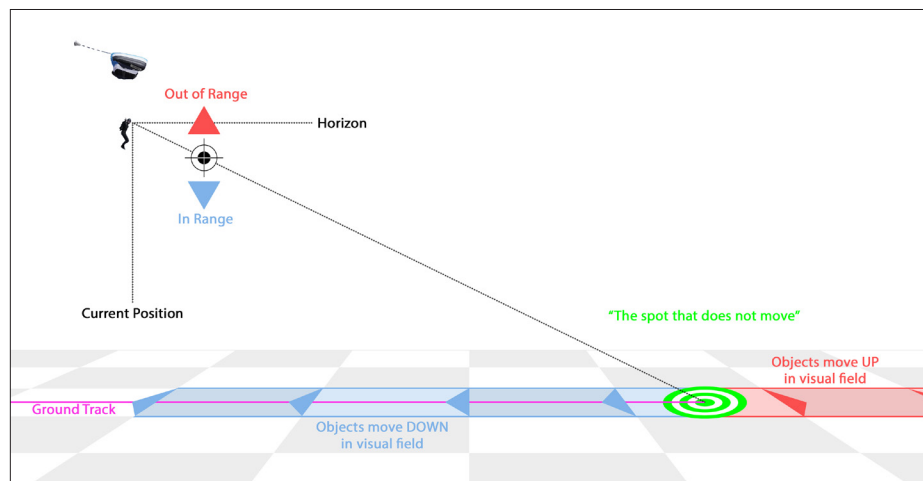 Out of Range
Horizon
In Range
Current Position
“The spot that does not move”
Objects move UP
in visual field
Ground Track
Objects move DOWN
in visual field